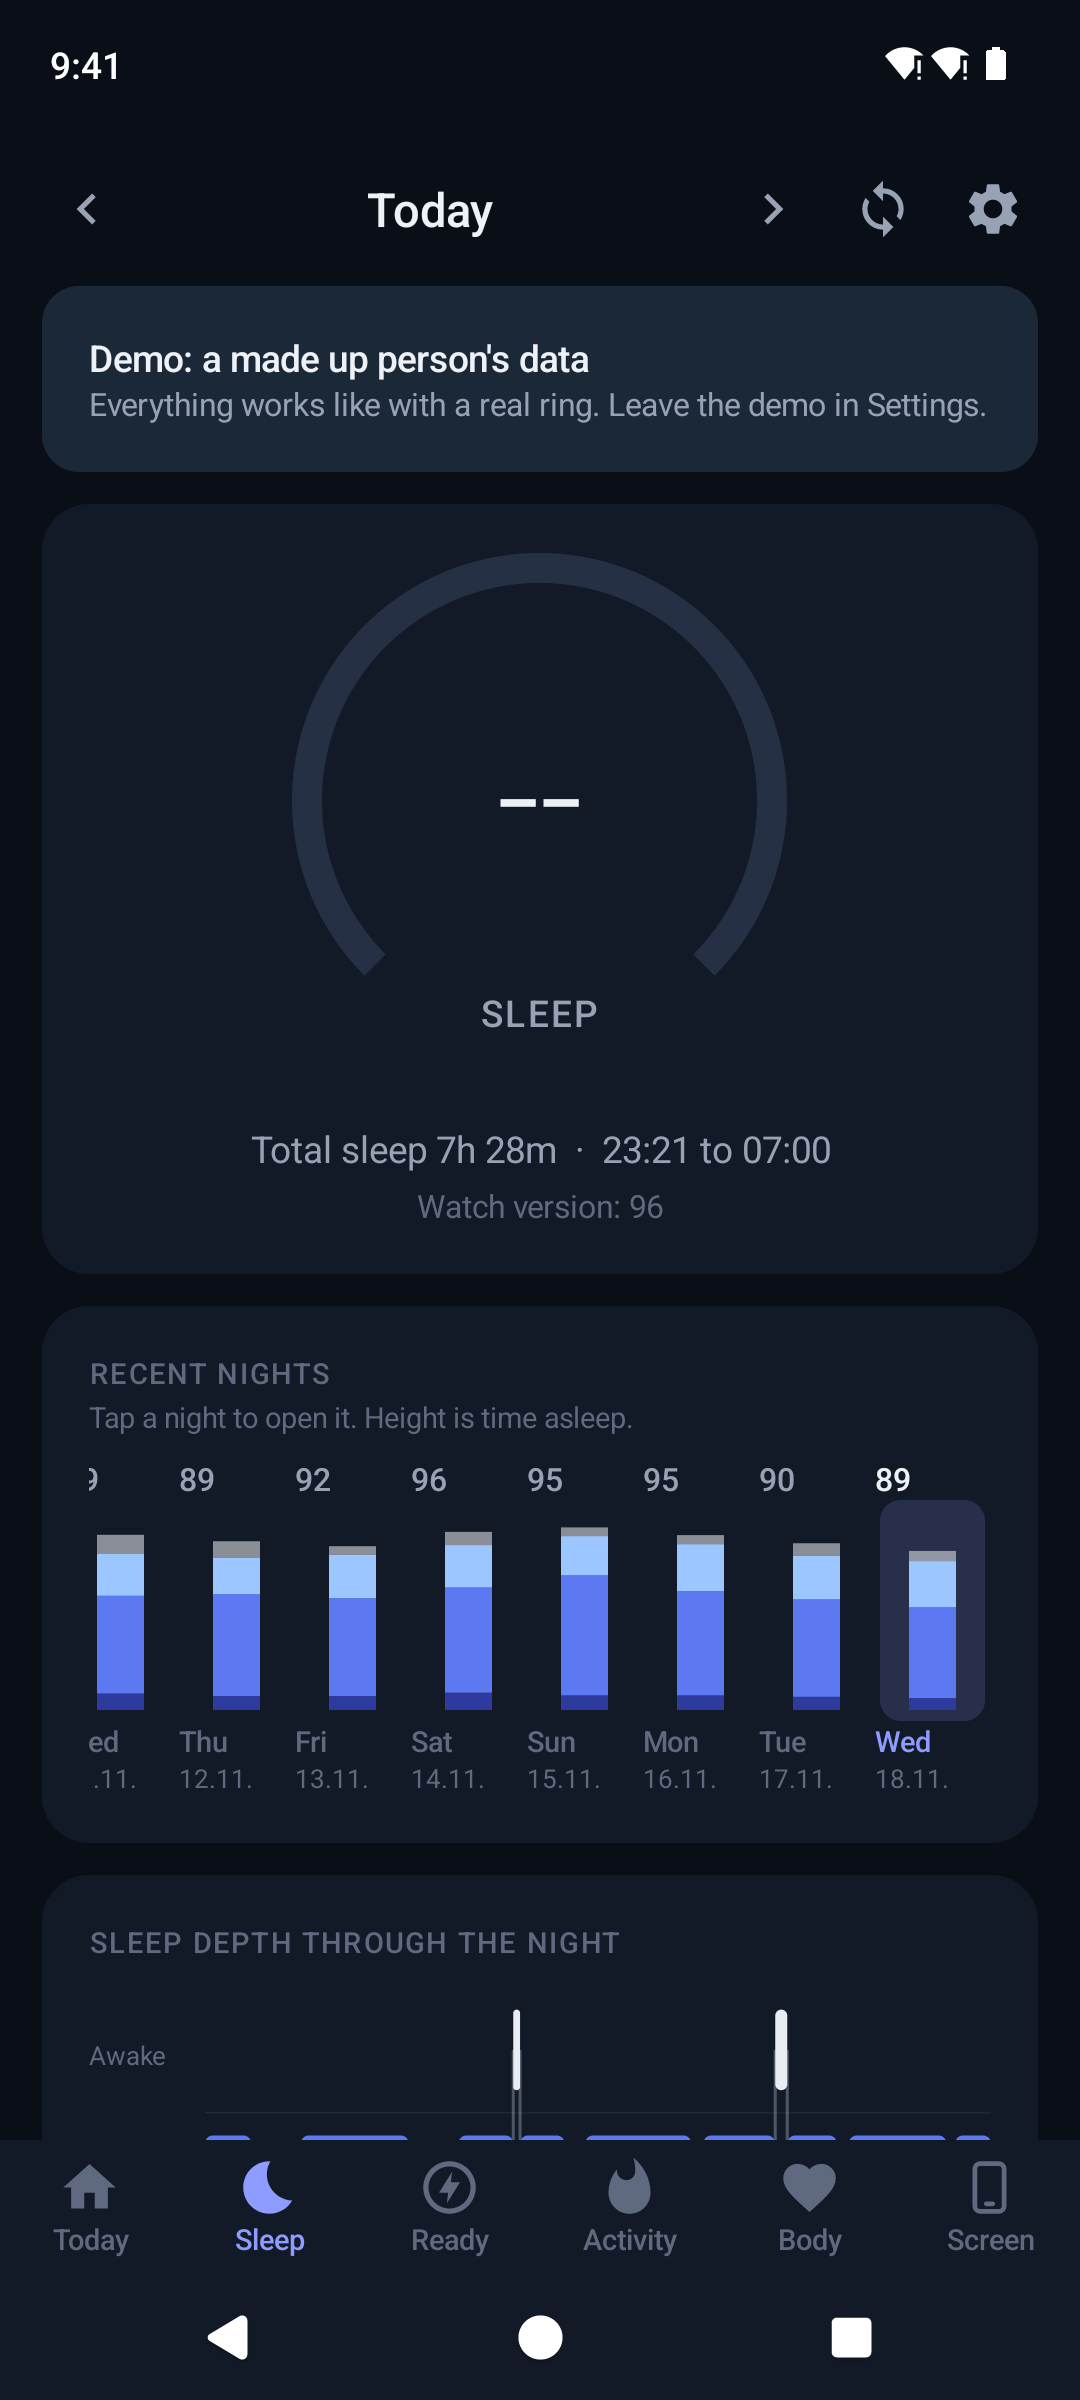 9:41
Today
Demo: a made up person's data
Everything works like with a real ring. Leave the demo in Settings.
--
SLEEP
Total sleep 7h 28m · 23:21 to 07:00
Watch version: 96
RECENT NIGHTS
Tap a night to open it. Height is time asleep.
9 89 92 96 95 95 90 89
ed Thu Fri Sat Sun Mon Tue Wed
.11. 12.11. 13.11. 14.11. 15.11. 16.11. 17.11. 18.11.
SLEEP DEPTH THROUGH THE NIGHT
Awake
Today Sleep Ready Activity Body Screen